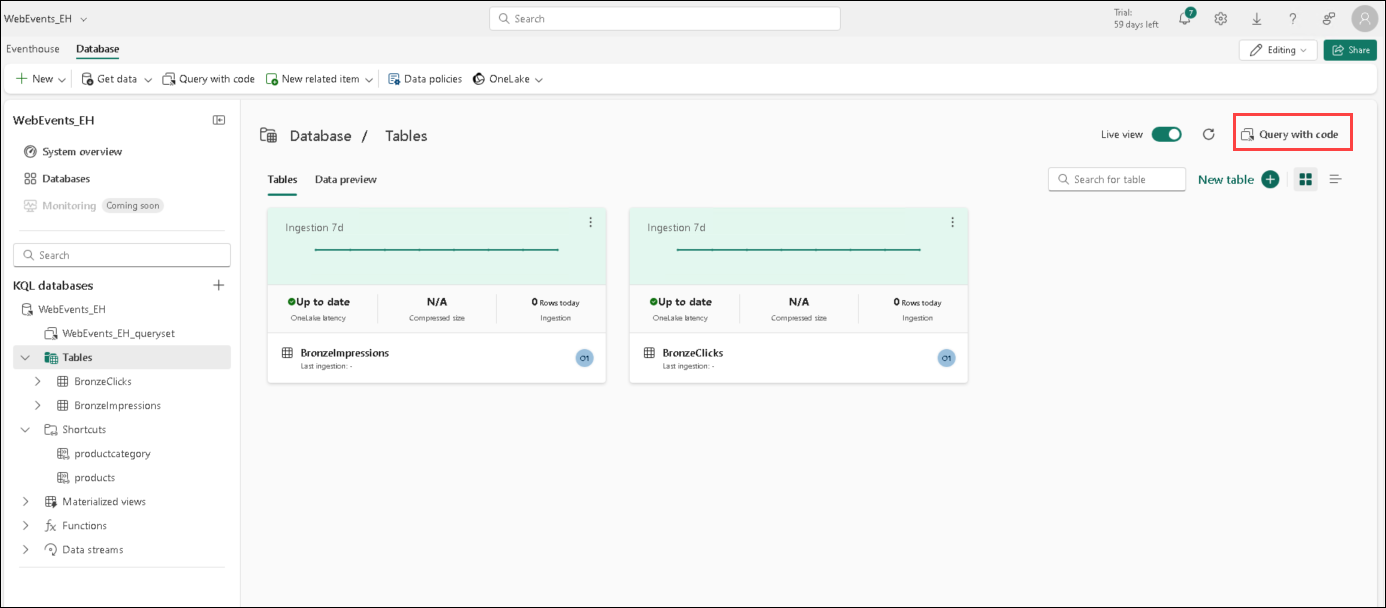 WebEvents_EH
Search
Trial:
59 days left
7
?
Eventhouse
Database
Editing
Share
New
Get data
Query with code
New related item
Data policies
OneLake
WebEvents_EH
System overview
Databases
Monitoring
Coming soon
Search
KQL databases
WebEvents_EH
WebEvents_EH_queryset
Tables
BronzeClicks
BronzeImpressions
Shortcuts
productcategory
products
Materialized views
Functions
Data streams
Database / Tables
Live view
Query with code
Tables
Data preview
Search for table
New table
Ingestion 7d
Up to date
OneLake latency
N/A
Compressed size
0 Rows today
Ingestion
BronzeImpressions
Last ingestion: -
O1
Ingestion 7d
Up to date
OneLake latency
N/A
Compressed size
0 Rows today
Ingestion
BronzeClicks
Last ingestion: -
O1